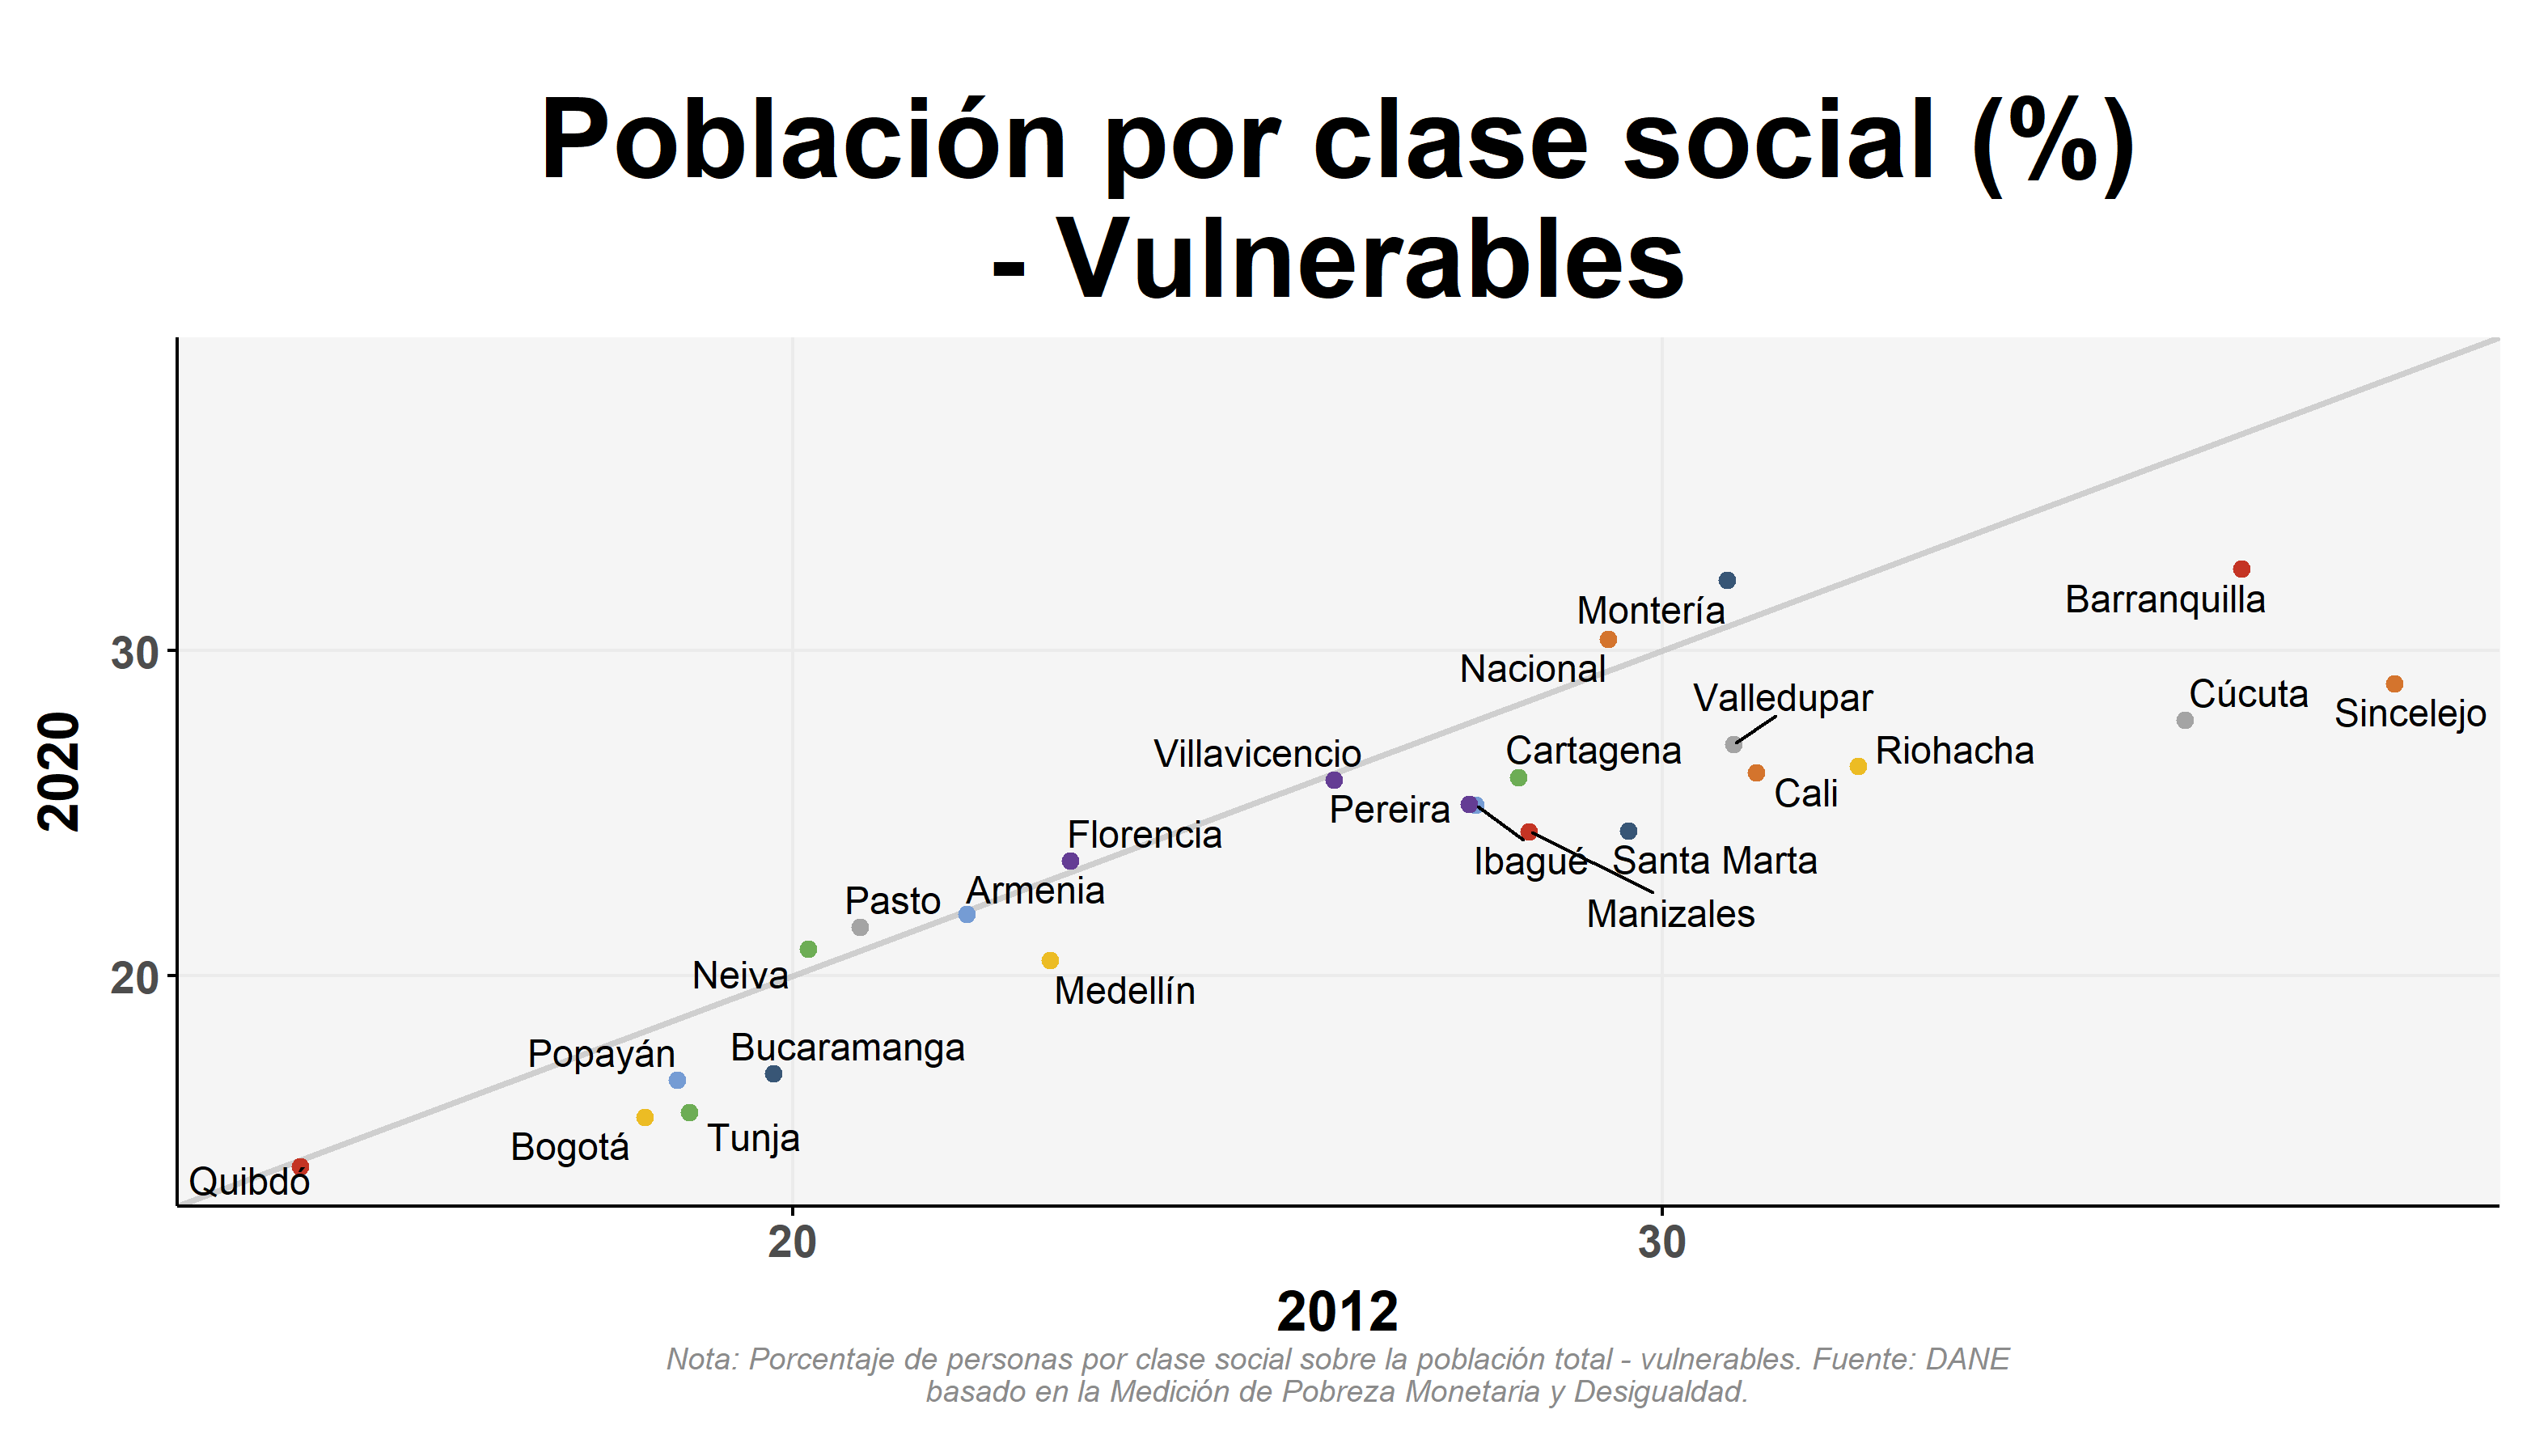 Población por clase social (%)
- Vulnerables
2020
30
20
Montería
Barranquilla
Nacional
Valledupar
Cúcuta
Sincelejo
Villavicencio
Cartagena
Riohacha
Pereira
Cali
Florencia
Ibagué
Santa Marta
Pasto
Armenia
Manizales
Neiva
Medellín
Popayán
Bucaramanga
Bogotá
Tunja
Quibdó
20
30
2012
Nota: Porcentaje de personas por clase social sobre la población total - vulnerables. Fuente: DANE
basado en la Medición de Pobreza Monetaria y Desigualdad.